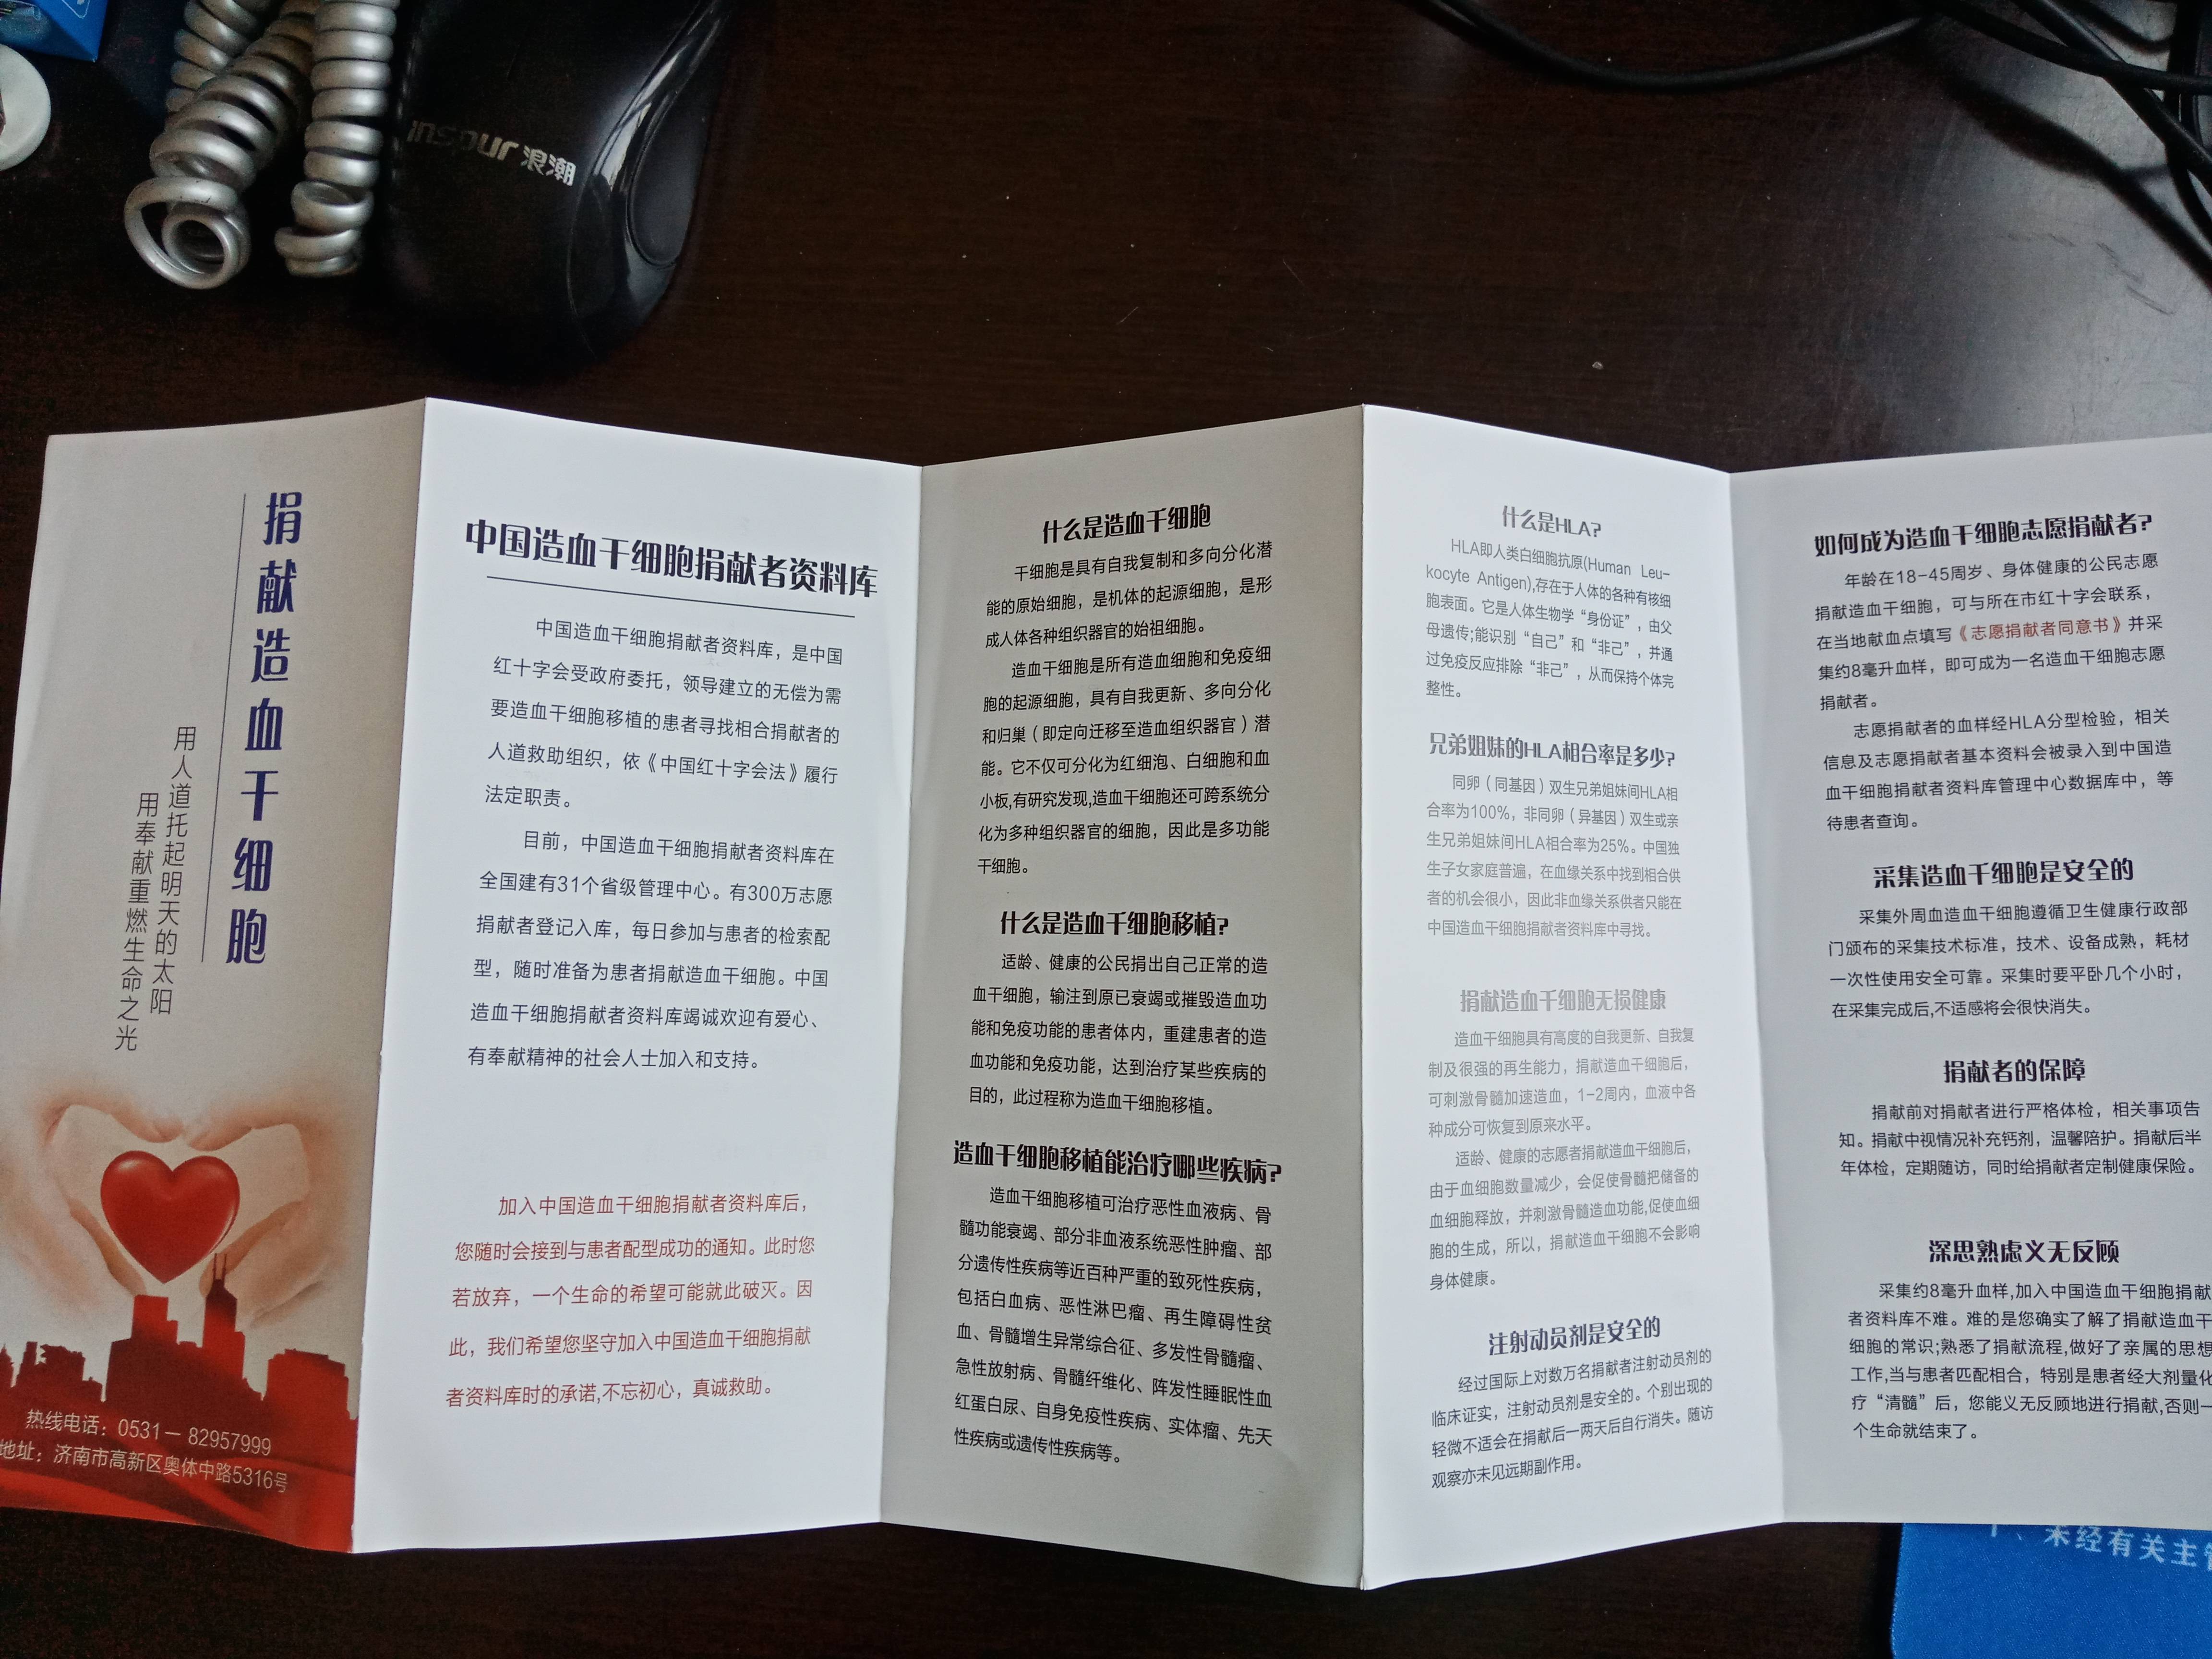 inspur 浪潮
捐献造血干细胞
用人道托起明天的太阳
用奉献重燃生命之光
热线电话：0531－82957999
地址：济南市高新区奥体中路5316号
中国造血干细胞捐献者资料库
中国造血干细胞捐献者资料库，是中国
红十字会受政府委托，领导建立的无偿为需
要造血干细胞移植的患者寻找相合捐献者的
人道救助组织，依《中国红十字会法》履行
法定职责。
目前，中国造血干细胞捐献者资料库在
全国建有31个省级管理中心。有300万志愿
捐献者登记入库，每日参加与患者的检索配
型，随时准备为患者捐献造血干细胞。中国
造血干细胞捐献者资料库竭诚欢迎有爱心、
有奉献精神的社会人士加入和支持。
加入中国造血干细胞捐献者资料库后，
您随时会接到与患者配型成功的通知。此时您
若放弃，一个生命的希望可能就此破灭。因
此，我们希望您坚守加入中国造血干细胞捐献
者资料库时的承诺,不忘初心，真诚救助。
什么是造血干细胞
干细胞是具有自我复制和多向分化潜
能的原始细胞，是机体的起源细胞，是形
成人体各种组织器官的始祖细胞。
造血干细胞是所有造血细胞和免疫细
胞的起源细胞，具有自我更新、多向分化
和归巢（即定向迁移至造血组织器官）潜
能。它不仅可分化为红细泡、白细胞和血
小板,有研究发现,造血干细胞还可跨系统分
化为多种组织器官的细胞，因此是多功能
干细胞。
什么是造血干细胞移植?
适龄、健康的公民捐出自己正常的造
血干细胞，输注到原已衰竭或摧毁造血功
能和免疫功能的患者体内，重建患者的造
血功能和免疫功能，达到治疗某些疾病的
目的，此过程称为造血干细胞移植。
造血干细胞移植能治疗哪些疾病?
造血干细胞移植可治疗恶性血液病、骨
髓功能衰竭、部分非血液系统恶性肿瘤、部
分遗传性疾病等近百种严重的致死性疾病，
包括白血病、恶性淋巴瘤、再生障碍性贫
血、骨髓增生异常综合征、多发性骨髓瘤、
急性放射病、骨髓纤维化、阵发性睡眠性血
红蛋白尿、自身免疫性疾病、实体瘤、先天
性疾病或遗传性疾病等。
什么是HLA?
HLA即人类白细胞抗原(Human Leu-
kocyte Antigen),存在于人体的各种有核细
胞表面。它是人体生物学“身份证”，由父
母遗传;能识别“自己”和“非己”，并通
过免疫反应排除“非己”，从而保持个体完
整性。
兄弟姐妹的HLA相合率是多少?
同卵（同基因）双生兄弟姐妹间HLA相
合率为100%，非同卵（异基因）双生或亲
生兄弟姐妹间HLA相合率为25%。中国独
生子女家庭普遍，在血缘关系中找到相合供
者的机会很小，因此非血缘关系供者只能在
中国造血干细胞捐献者资料库中寻找。
捐献造血干细胞无损健康
造血干细胞具有高度的自我更新、自我复
制及很强的再生能力，捐献造血干细胞后，
可刺激骨髓加速造血，1-2周内，血液中各
种成分可恢复到原来水平。
适龄、健康的志愿者捐献造血干细胞后，
由于血细胞数量减少，会促使骨髓把储备的
血细胞释放，并刺激骨髓造血功能,促使血细
胞的生成，所以，捐献造血干细胞不会影响
身体健康。
注射动员剂是安全的
经过国际上对数万名捐献者注射动员剂的
临床证实，注射动员剂是安全的。个别出现的
轻微不适会在捐献后一两天后自行消失。随访
观察亦未见远期副作用。
如何成为造血干细胞志愿捐献者?
年龄在18-45周岁、身体健康的公民志愿
捐献造血干细胞，可与所在市红十字会联系，
在当地献血点填写《志愿捐献者同意书》并采
集约8毫升血样，即可成为一名造血干细胞志愿
捐献者。
志愿捐献者的血样经HLA分型检验，相关
信息及志愿捐献者基本资料会被录入到中国造
血干细胞捐献者资料库管理中心数据库中，等
待患者查询。
采集造血干细胞是安全的
采集外周血造血干细胞遵循卫生健康行政部
门颁布的采集技术标准，技术、设备成熟，耗材
一次性使用安全可靠。采集时要平卧几个小时，
在采集完成后,不适感将会很快消失。
捐献者的保障
捐献前对捐献者进行严格体检，相关事项告
知。捐献中视情况补充钙剂，温馨陪护。捐献后半
年体检，定期随访，同时给捐献者定制健康保险。
深思熟虑义无反顾
采集约8毫升血样,加入中国造血干细胞捐献
者资料库不难。难的是您确实了解了捐献造血干
细胞的常识;熟悉了捐献流程,做好了亲属的思想
工作,当与患者匹配相合，特别是患者经大剂量化
疗“清髓”后，您能义无反顾地进行捐献,否则一
个生命就结束了。
、未经有关主管